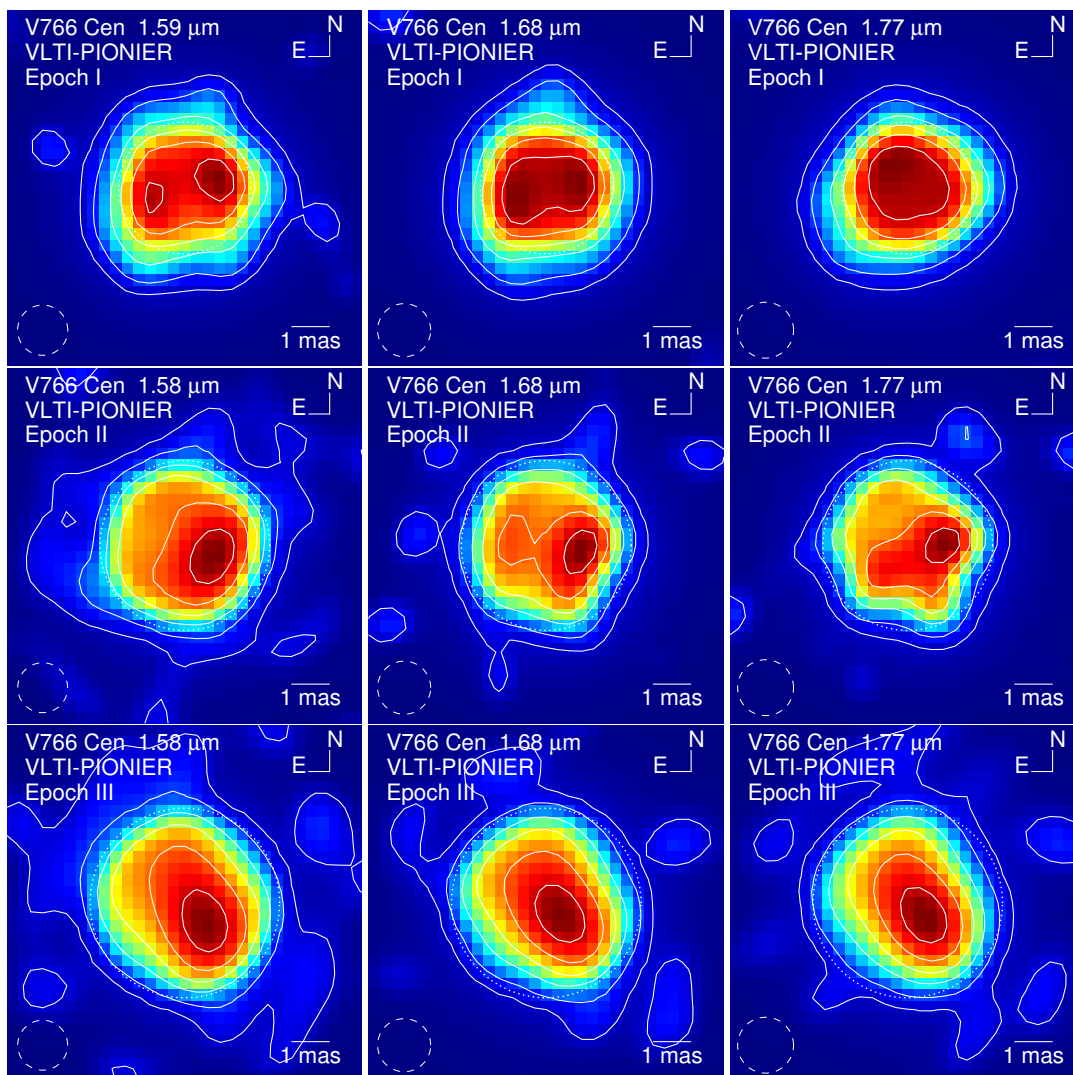 V766 Cen 1.59 μm
VLTI-PIONIER
Epoch I
N
E
1 mas
V766 Cen 1.68 μm
VLTI-PIONIER
Epoch I
N
E
1 mas
V766 Cen 1.77 μm
VLTI-PIONIER
Epoch I
N
E
1 mas
V766 Cen 1.58 μm
VLTI-PIONIER
Epoch II
N
E
1 mas
V766 Cen 1.68 μm
VLTI-PIONIER
Epoch II
N
E
1 mas
V766 Cen 1.77 μm
VLTI-PIONIER
Epoch II
N
E
1 mas
V766 Cen 1.58 μm
VLTI-PIONIER
Epoch III
N
E
1 mas
V766 Cen 1.68 μm
VLTI-PIONIER
Epoch III
N
E
1 mas
V766 Cen 1.77 μm
VLTI-PIONIER
Epoch III
N
E
1 mas